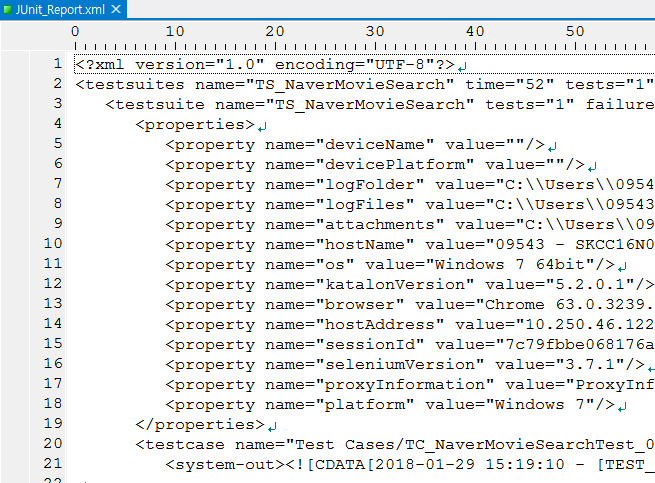 JUnit_Report.xml
0 10 20 30 40 50
1 <?xml version="1.0" encoding="UTF-8"?>
2 <testsuites name="TS_NaverMovieSearch" time="52" tests="1"
3 <testsuite name="TS_NaverMovieSearch" tests="1" failure
4 <properties>
5 <property name="deviceName" value=""/>
6 <property name="devicePlatform" value=""/>
7 <property name="logFolder" value="C:\\Users\\0954
8 <property name="logFiles" value="C:\\Users\\09543
9 <property name="attachments" value="C:\\Users\\09
10 <property name="hostName" value="09543 - SKCC16N0
11 <property name="os" value="Windows 7 64bit"/>
12 <property name="katalonVersion" value="5.2.0.1"/>
13 <property name="browser" value="Chrome 63.0.3239.
14 <property name="hostAddress" value="10.250.46.122
15 <property name="sessionId" value="7c79fbbe068176a
16 <property name="seleniumVersion" value="3.7.1"/>
17 <property name="proxyInformation" value="ProxyInf
18 <property name="platform" value="Windows 7"/>
19 </properties>
20 <testcase name="Test Cases/TC_NaverMovieSearchTest_0
21 <system-out><![CDATA[2018-01-29 15:19:10 - [TEST_